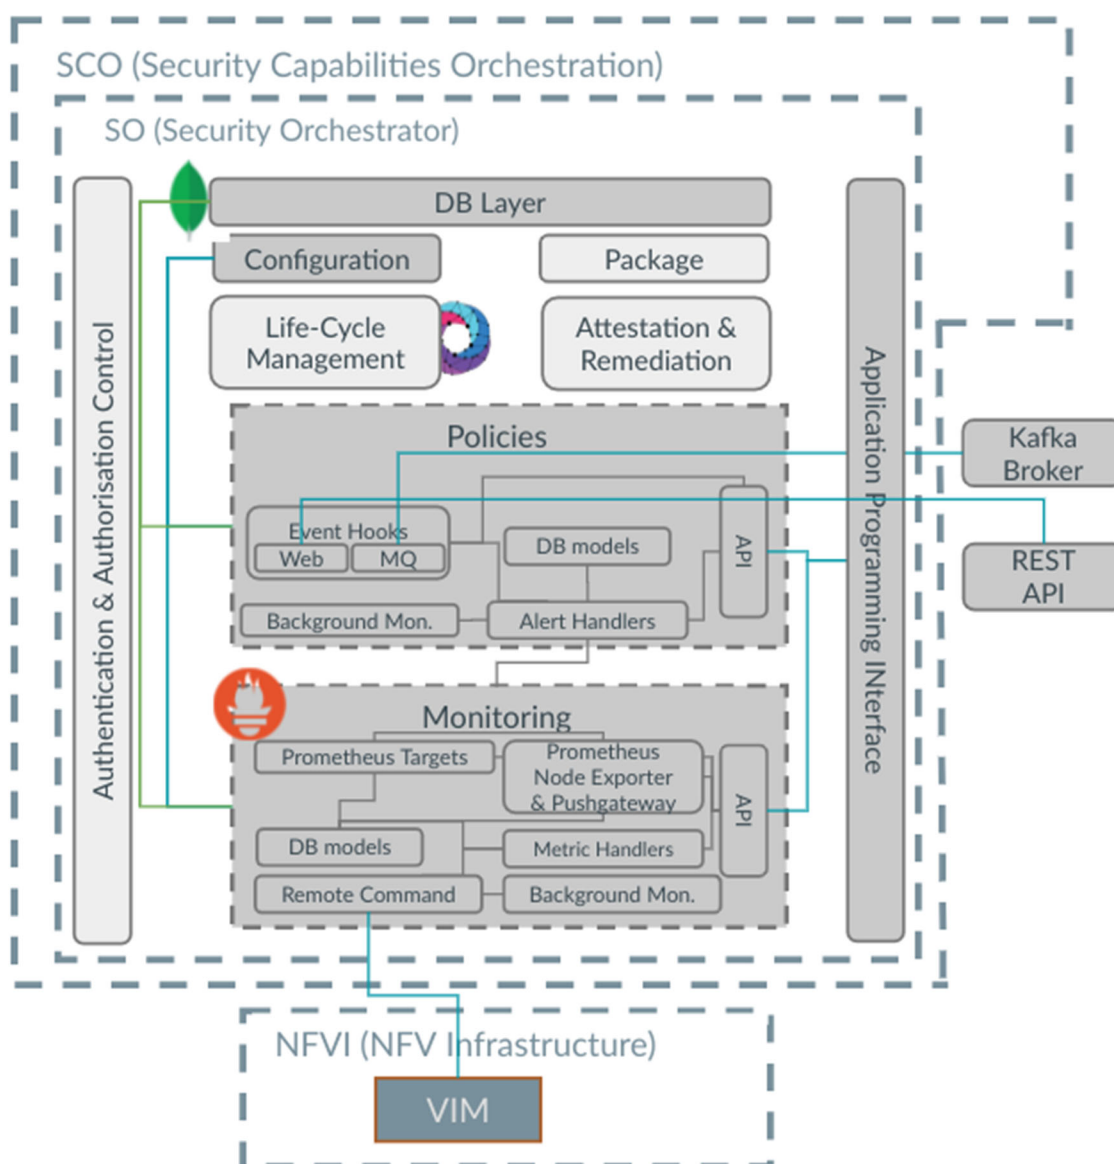 SCO (Security Capabilities Orchestration)
SO (Security Orchestrator)
Authentication & Authorisation Control
DB Layer
Configuration
Package
Life-Cycle
Management
Attestation &
Remediation
Application Programming INterface
Policies
Event Hooks
Web
MQ
DB models
API
Background Mon.
Alert Handlers
Kafka
Broker
REST
API
Monitoring
Prometheus Targets
Prometheus
Node Exporter
& Pushgateway
API
DB models
Metric Handlers
Remote Command
Background Mon.
NFVI (NFV Infrastructure)
VIM